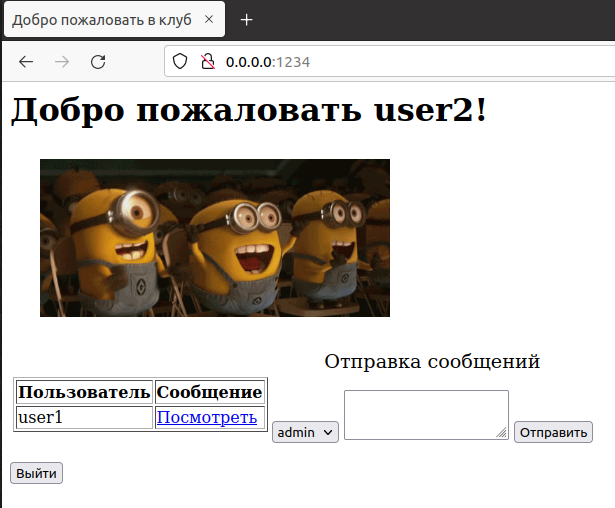 Добро пожаловать в клуб
0.0.0.0:1234
Добро пожаловать user2!
Отправка сообщений
Пользователь Сообщение
user1 Посмотреть
admin Отправить
Выйти